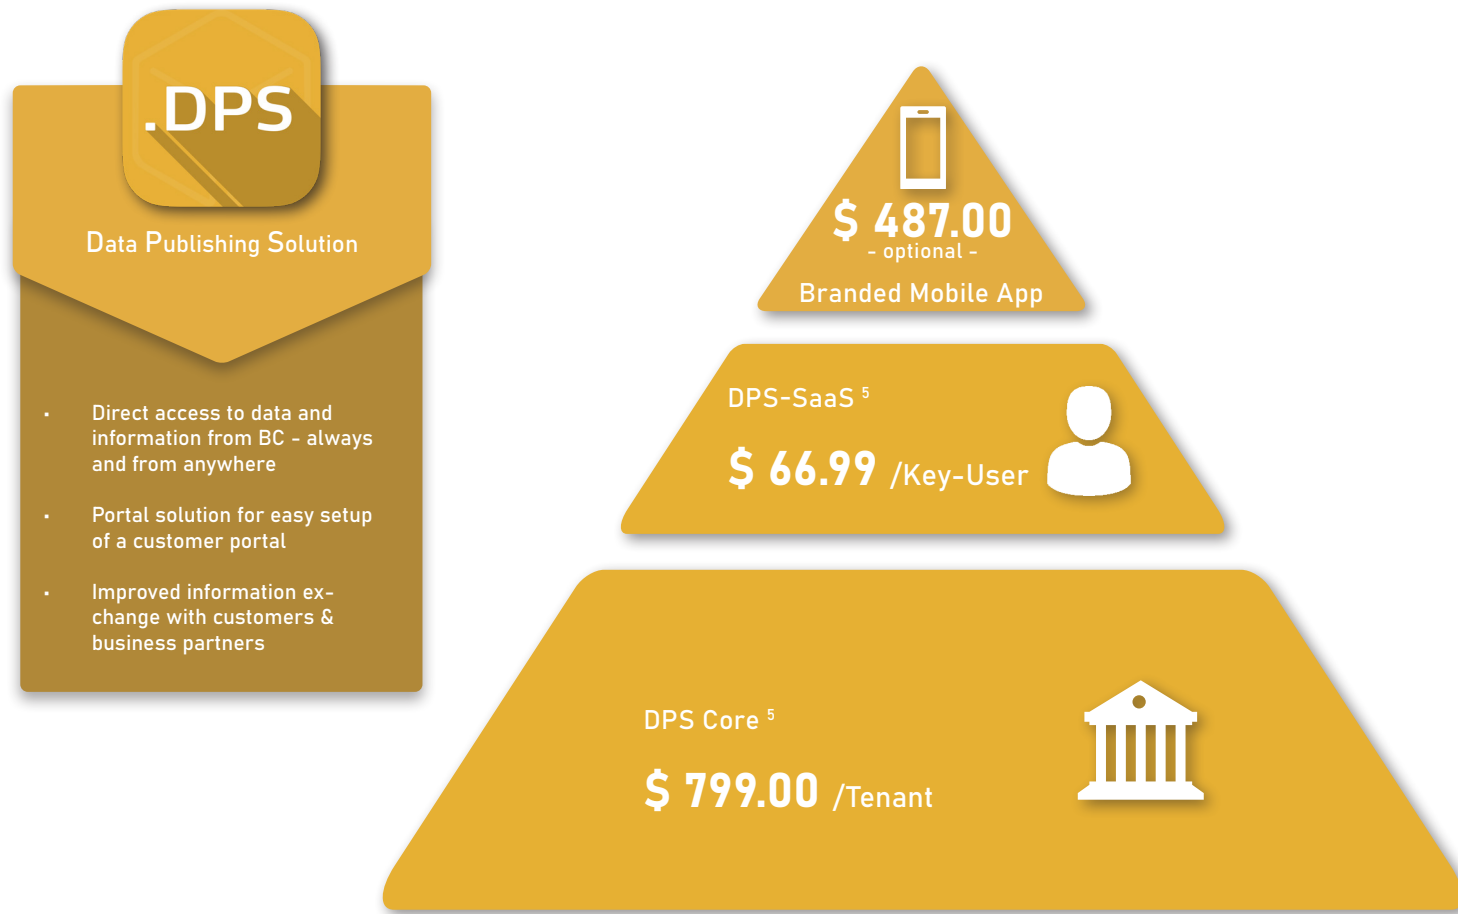 .DPS
Data Publishing Solution
· Direct access to data and
information from BC - always
and from anywhere
· Portal solution for easy setup
of a customer portal
· Improved information ex-
change with customers &
business partners
$ 487.00
- optional -
Branded Mobile App
DPS-SaaS 5
$ 66.99 /Key-User
DPS Core 5
$ 799.00 /Tenant